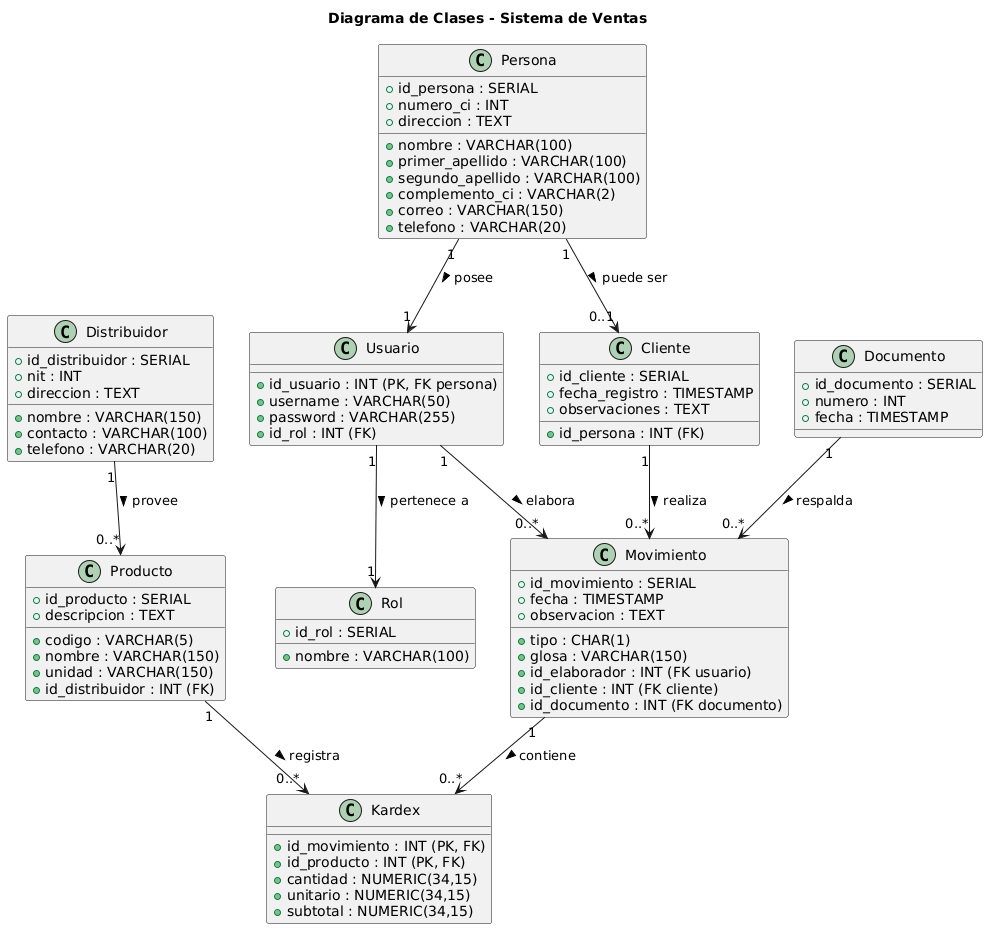 Diagrama de Clases - Sistema de Ventas
C Persona
id_persona : SERIAL
numero_ci : INT
direccion : TEXT
nombre : VARCHAR(100)
primer_apellido : VARCHAR(100)
segundo_apellido : VARCHAR(100)
complemento_ci : VARCHAR(2)
correo : VARCHAR(150)
telefono : VARCHAR(20)
1
posee
1
1
puede ser
0..1
C Distribuidor
id_distribuidor : SERIAL
nit : INT
direccion : TEXT
nombre : VARCHAR(150)
contacto : VARCHAR(100)
telefono : VARCHAR(20)
C Usuario
id_usuario : INT (PK, FK persona)
username : VARCHAR(50)
password : VARCHAR(255)
id_rol : INT (FK)
C Cliente
id_cliente : SERIAL
fecha_registro : TIMESTAMP
observaciones : TEXT
id_persona : INT (FK)
C Documento
id_documento : SERIAL
numero : INT
fecha : TIMESTAMP
1
provee
0..*
1
pertenece a
1
1
elabora
0..*
1
realiza
0..*
1
respalda
0..*
C Producto
id_producto : SERIAL
descripcion : TEXT
codigo : VARCHAR(5)
nombre : VARCHAR(150)
unidad : VARCHAR(150)
id_distribuidor : INT (FK)
C Rol
id_rol : SERIAL
nombre : VARCHAR(100)
C Movimiento
id_movimiento : SERIAL
fecha : TIMESTAMP
observacion : TEXT
tipo : CHAR(1)
glosa : VARCHAR(150)
id_elaborador : INT (FK usuario)
id_cliente : INT (FK cliente)
id_documento : INT (FK documento)
1
registra
0..*
1
contiene
0..*
C Kardex
id_movimiento : INT (PK, FK)
id_producto : INT (PK, FK)
cantidad : NUMERIC(34,15)
unitario : NUMERIC(34,15)
subtotal : NUMERIC(34,15)